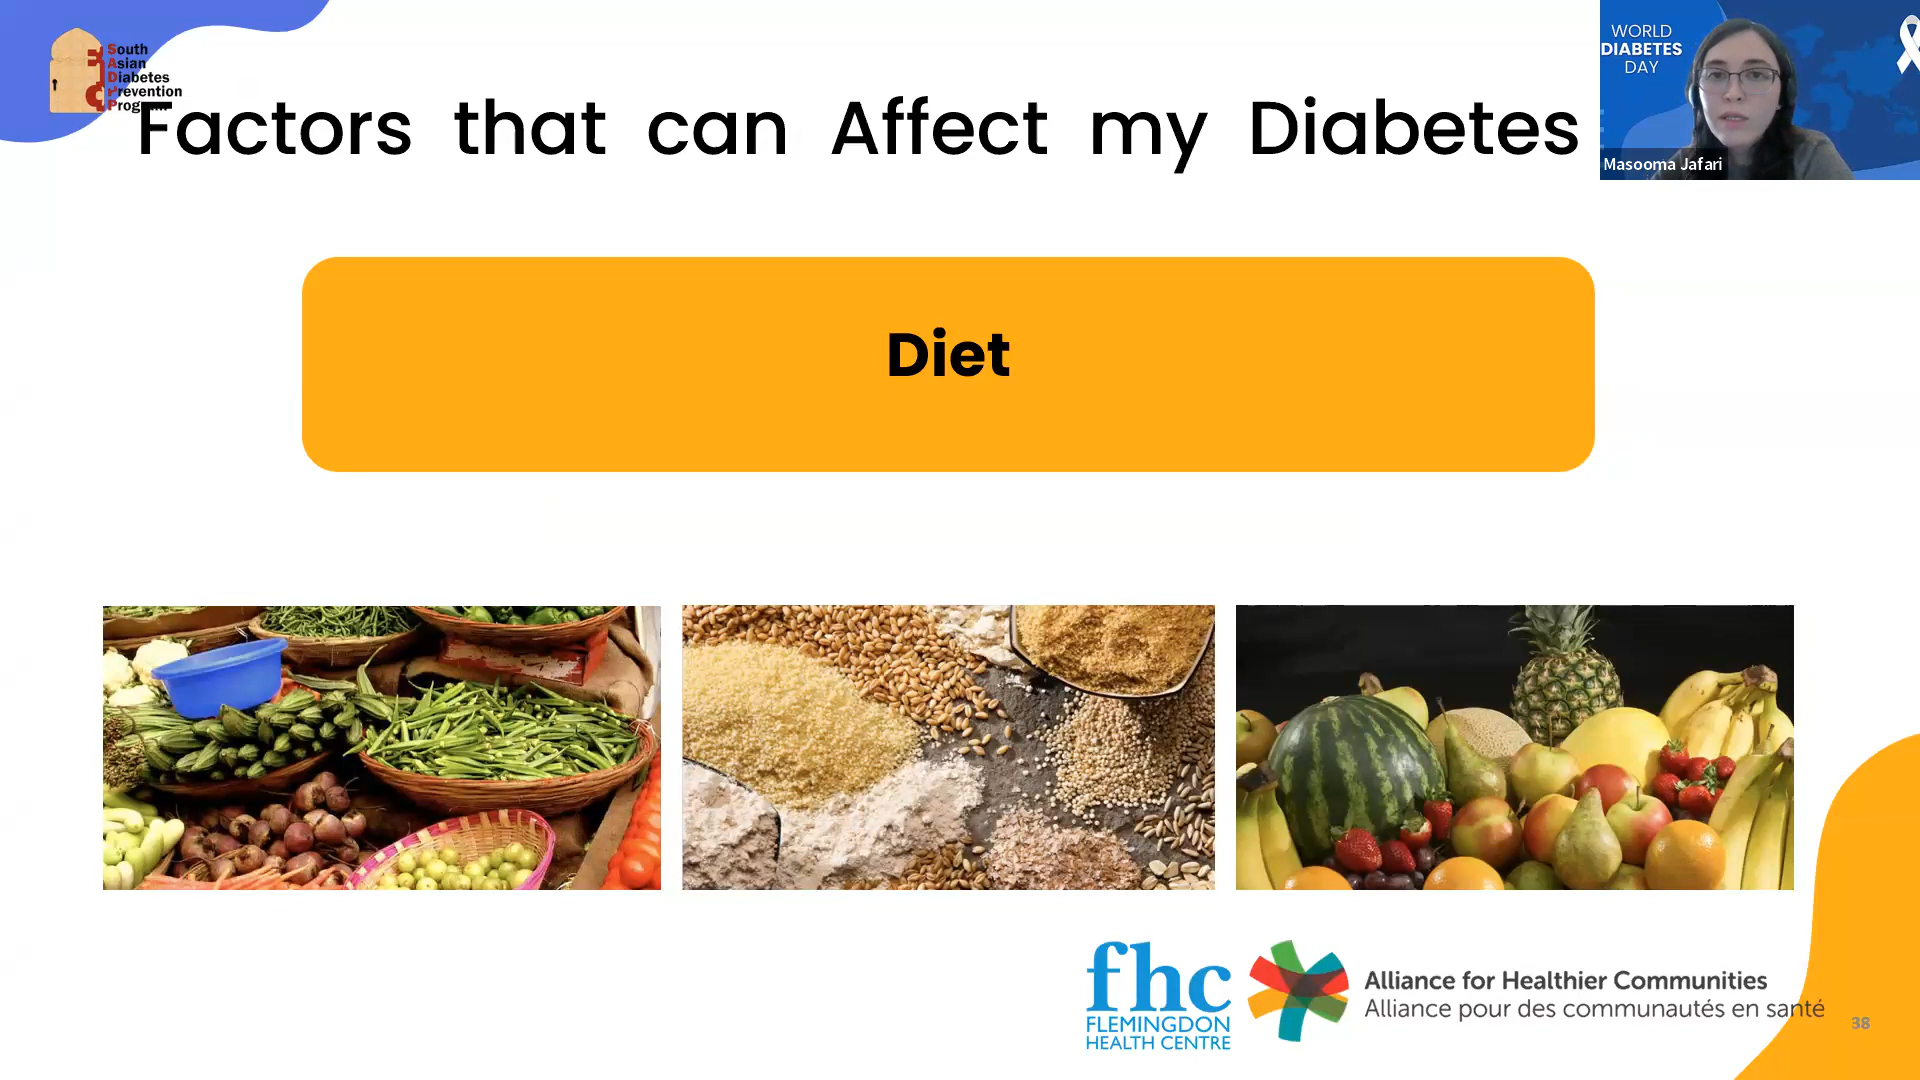 South
Asian
Diabetes
Prevention
Factors that can Affect my Diabetes
WORLD
DIABETES
DAY
Masooma Jafari
Diet
fhc
FLEMINGDON
HEALTH CENTRE
Alliance for Healthier Communities
Alliance pour des communautés en santé
38